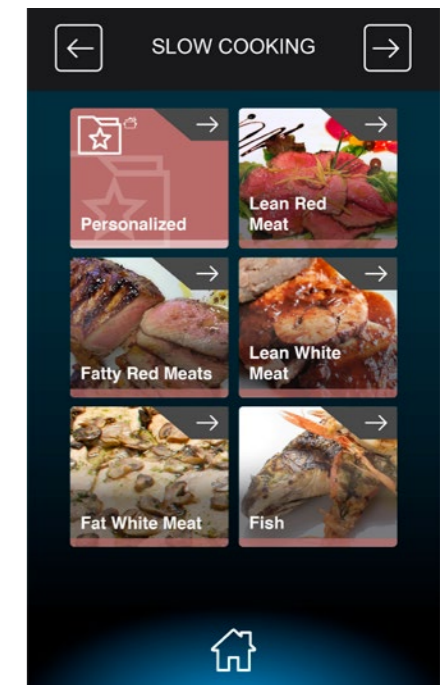 SLOW COOKING
Personalized
Lean Red
Meat
Fatty Red Meats
Lean White
Meat
Fat White Meat
Fish